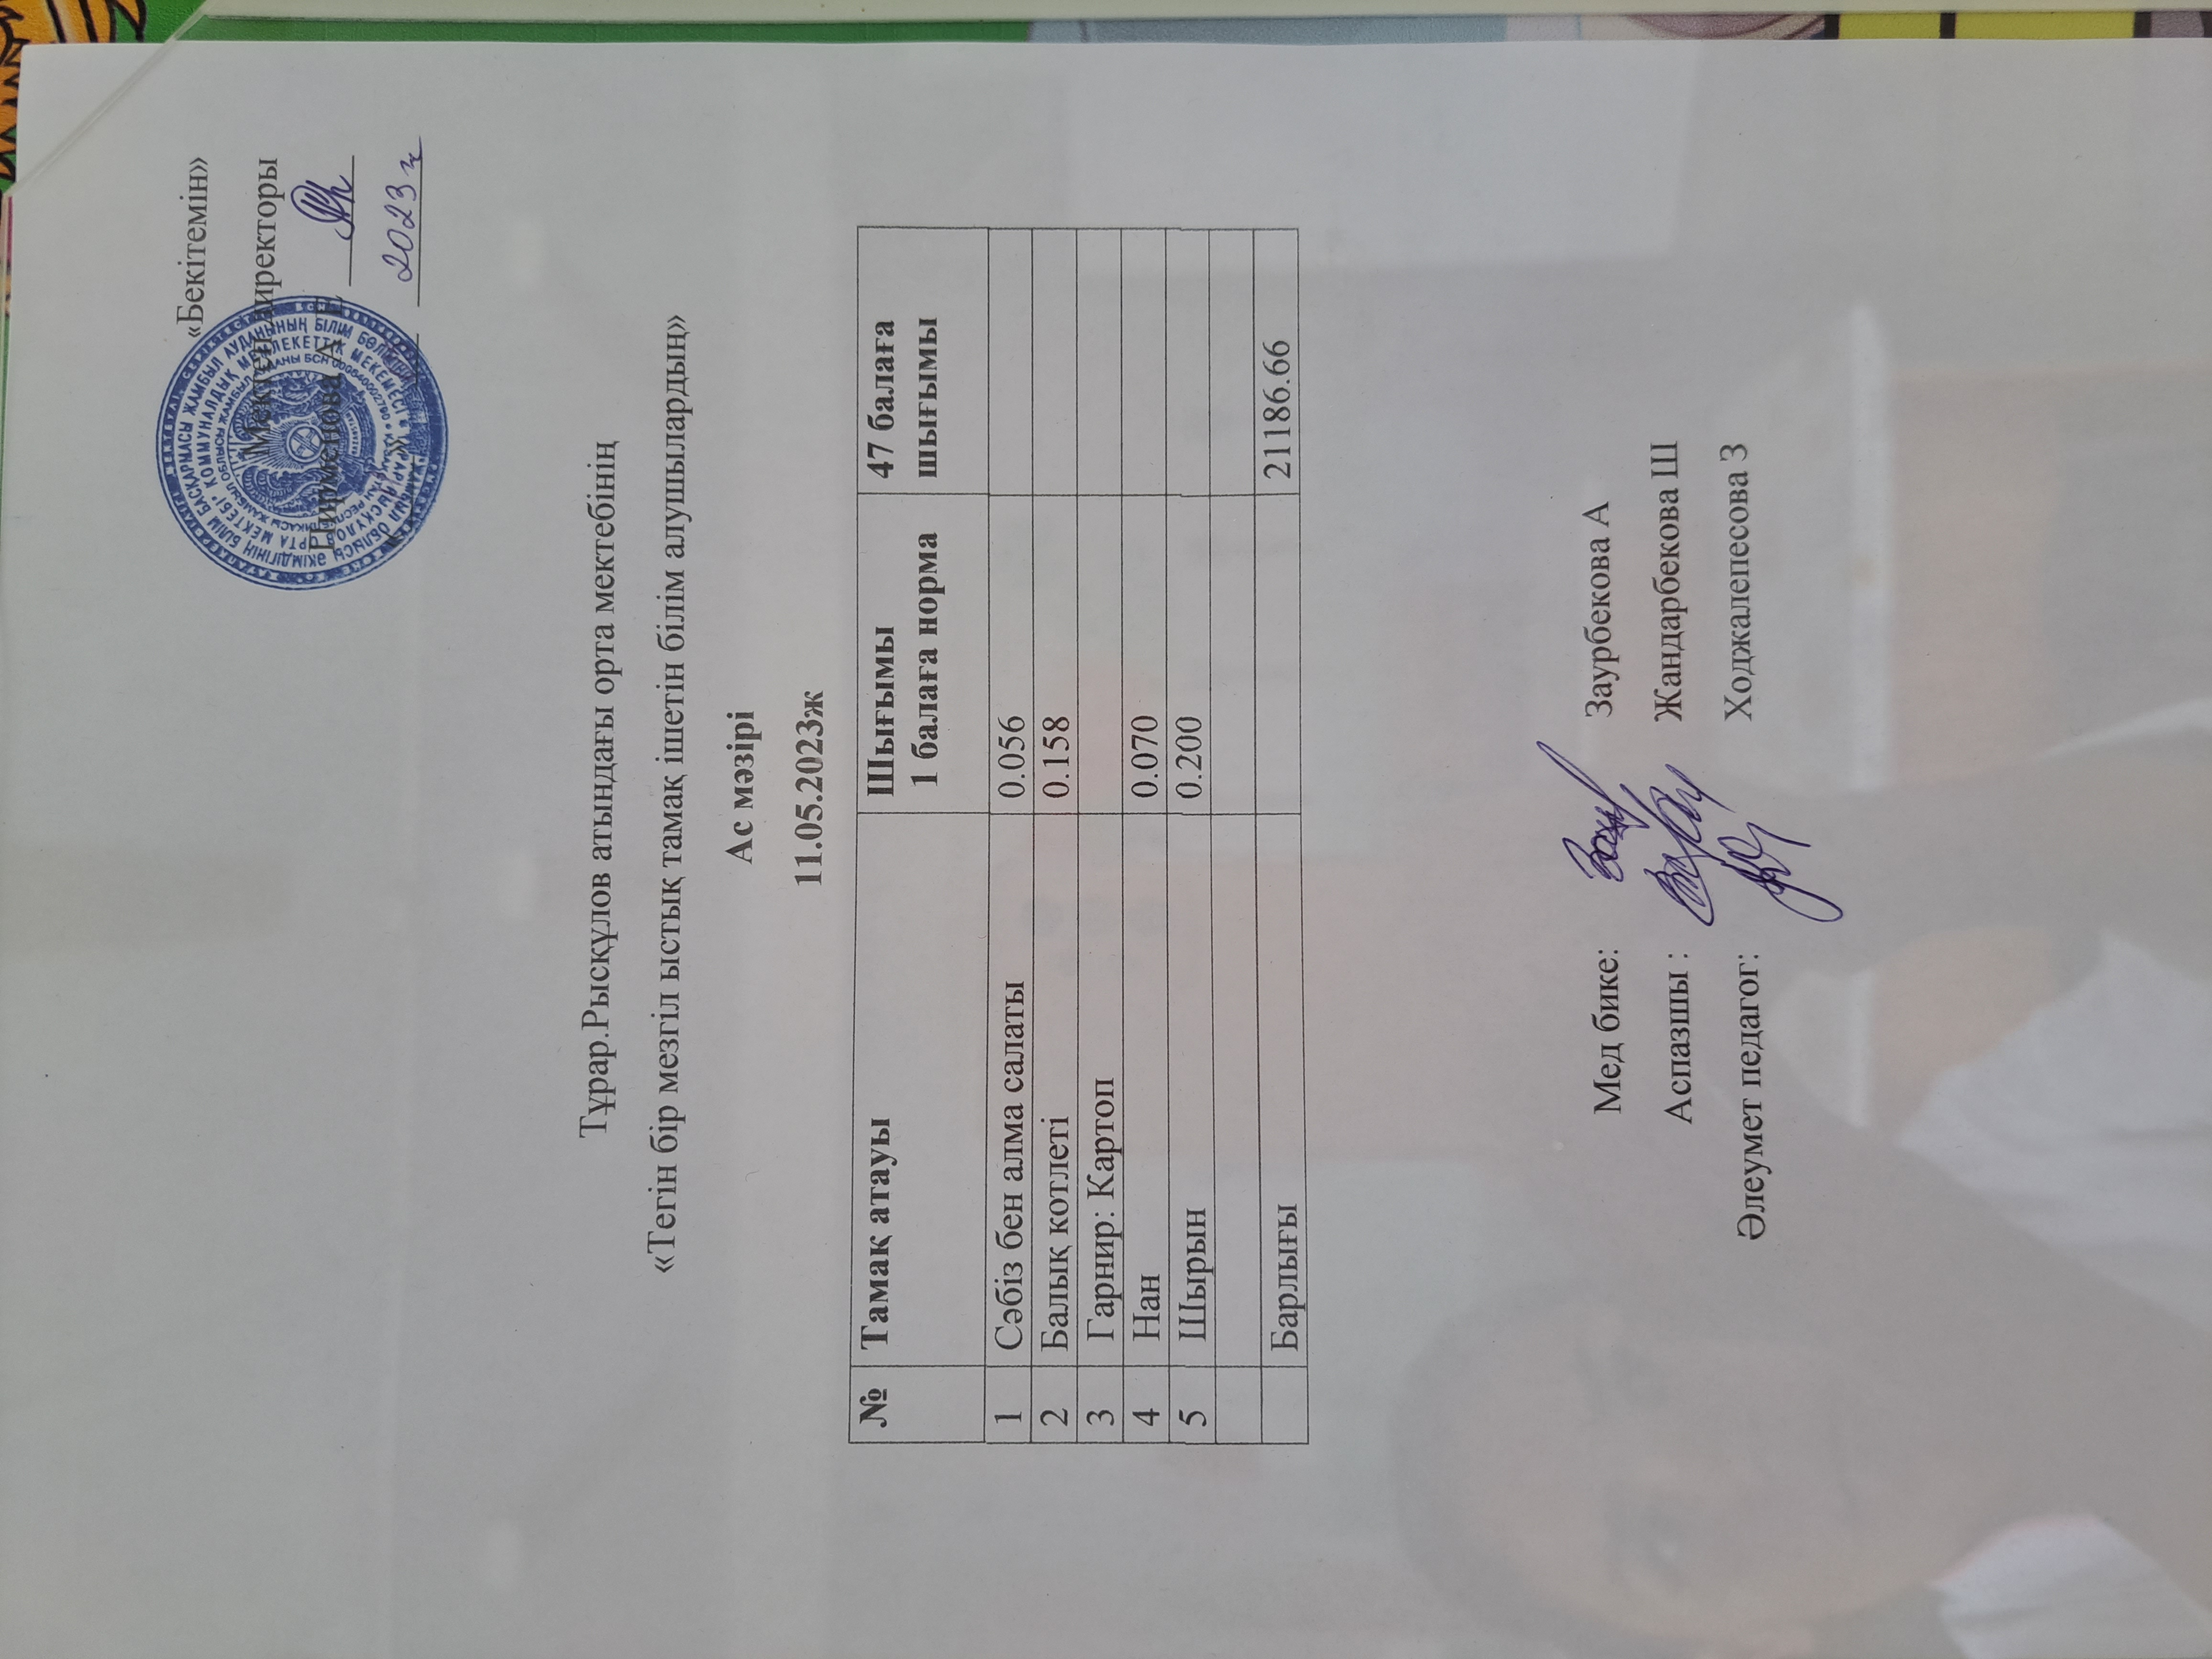 «Бекітемін»
Мектеп директоры
Пірменова А Е
2023 ж
Тұрар.Рысқұлов атындағы орта мектебінің
«Тегін бір мезгіл ыстық тамақ ішетін білім алушылардың»
Ас мәзірі
11.05.2023ж
№ Тамақ атауы Шығымы 1 балаға норма 47 балаға шығымы
1 Сәбіз бен алма салаты 0.056
2 Балық котлеті 0.158
3 Гарнир: Картоп
4 Нан 0.070
5 Шырын 0.200
Барлығы 21186.66
Мед бике: Заурбекова А
Аспазшы : Жандарбекова Ш
Әлеумет педагог: Ходжалепесова З